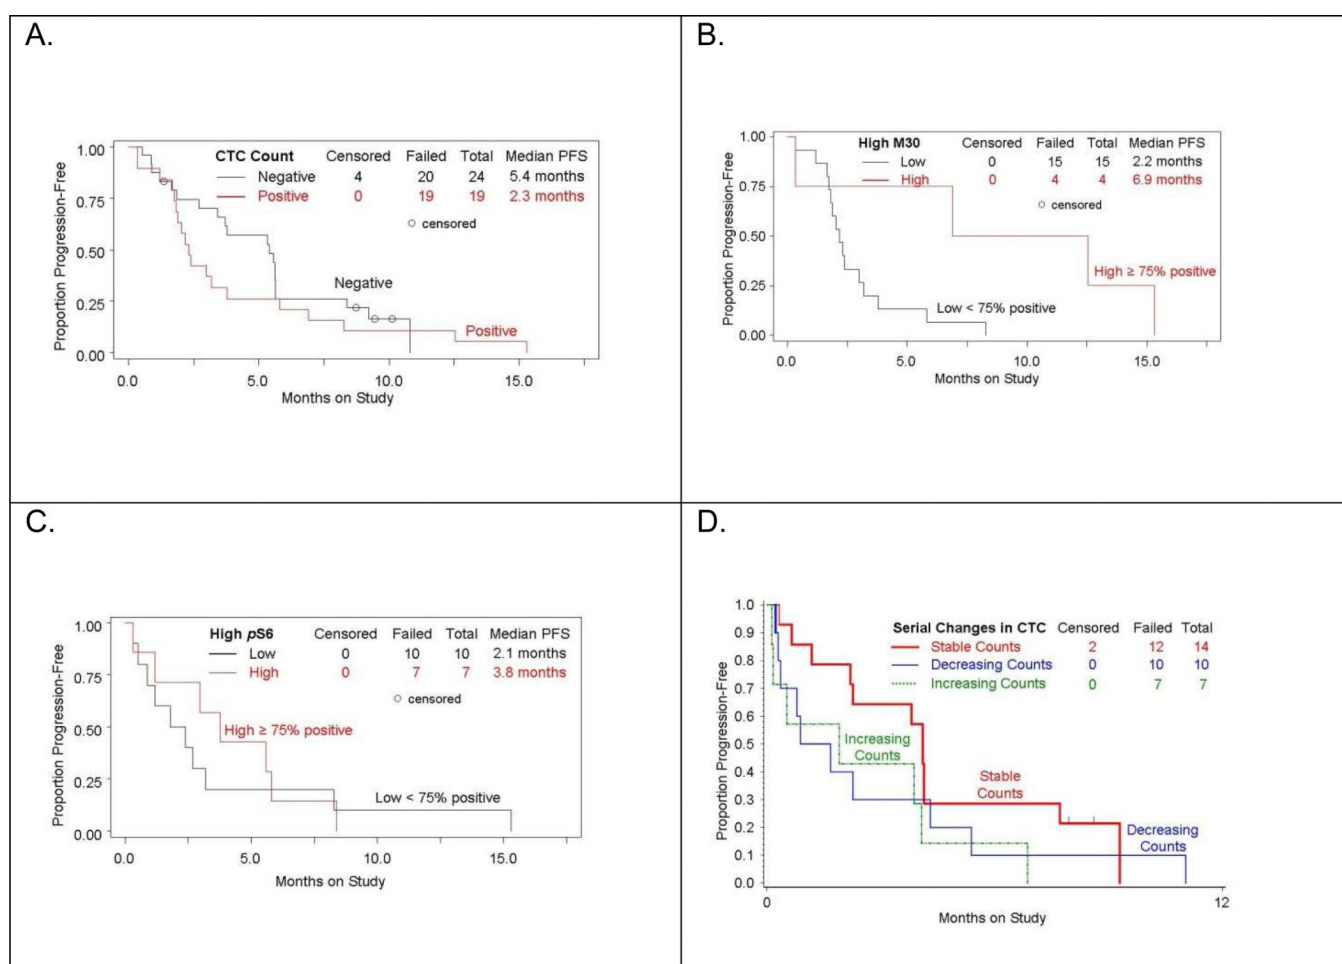 A.
CTC Count Censored Failed Total Median PFS
Negative 4 20 24 5.4 months
Positive 0 19 19 2.3 months
censored
Negative
Positive
Proportion Progression-Free
1.00
0.75
0.50
0.25
0.00
0.0 5.0 10.0 15.0
Months on Study
B.
High M30 Censored Failed Total Median PFS
Low 0 15 15 2.2 months
High 0 4 4 6.9 months
censored
High ≥ 75% positive
Low < 75% positive
Proportion Progression-Free
1.00
0.75
0.50
0.25
0.00
0.0 5.0 10.0 15.0
Months on Study
C.
High pS6 Censored Failed Total Median PFS
Low 0 10 10 2.1 months
High 0 7 7 3.8 months
censored
High ≥ 75% positive
Low < 75% positive
Proportion Progression-Free
1.00
0.75
0.50
0.25
0.00
0.0 5.0 10.0 15.0
Months on Study
D.
Serial Changes in CTC Censored Failed Total
Stable Counts 2 12 14
Decreasing Counts 0 10 10
Increasing Counts 0 7 7
Increasing
Counts
Stable
Counts
Decreasing
Counts
Proportion Progression-Free
1.0
0.9
0.8
0.7
0.6
0.5
0.4
0.3
0.2
0.1
0.0
0 12
Months on Study